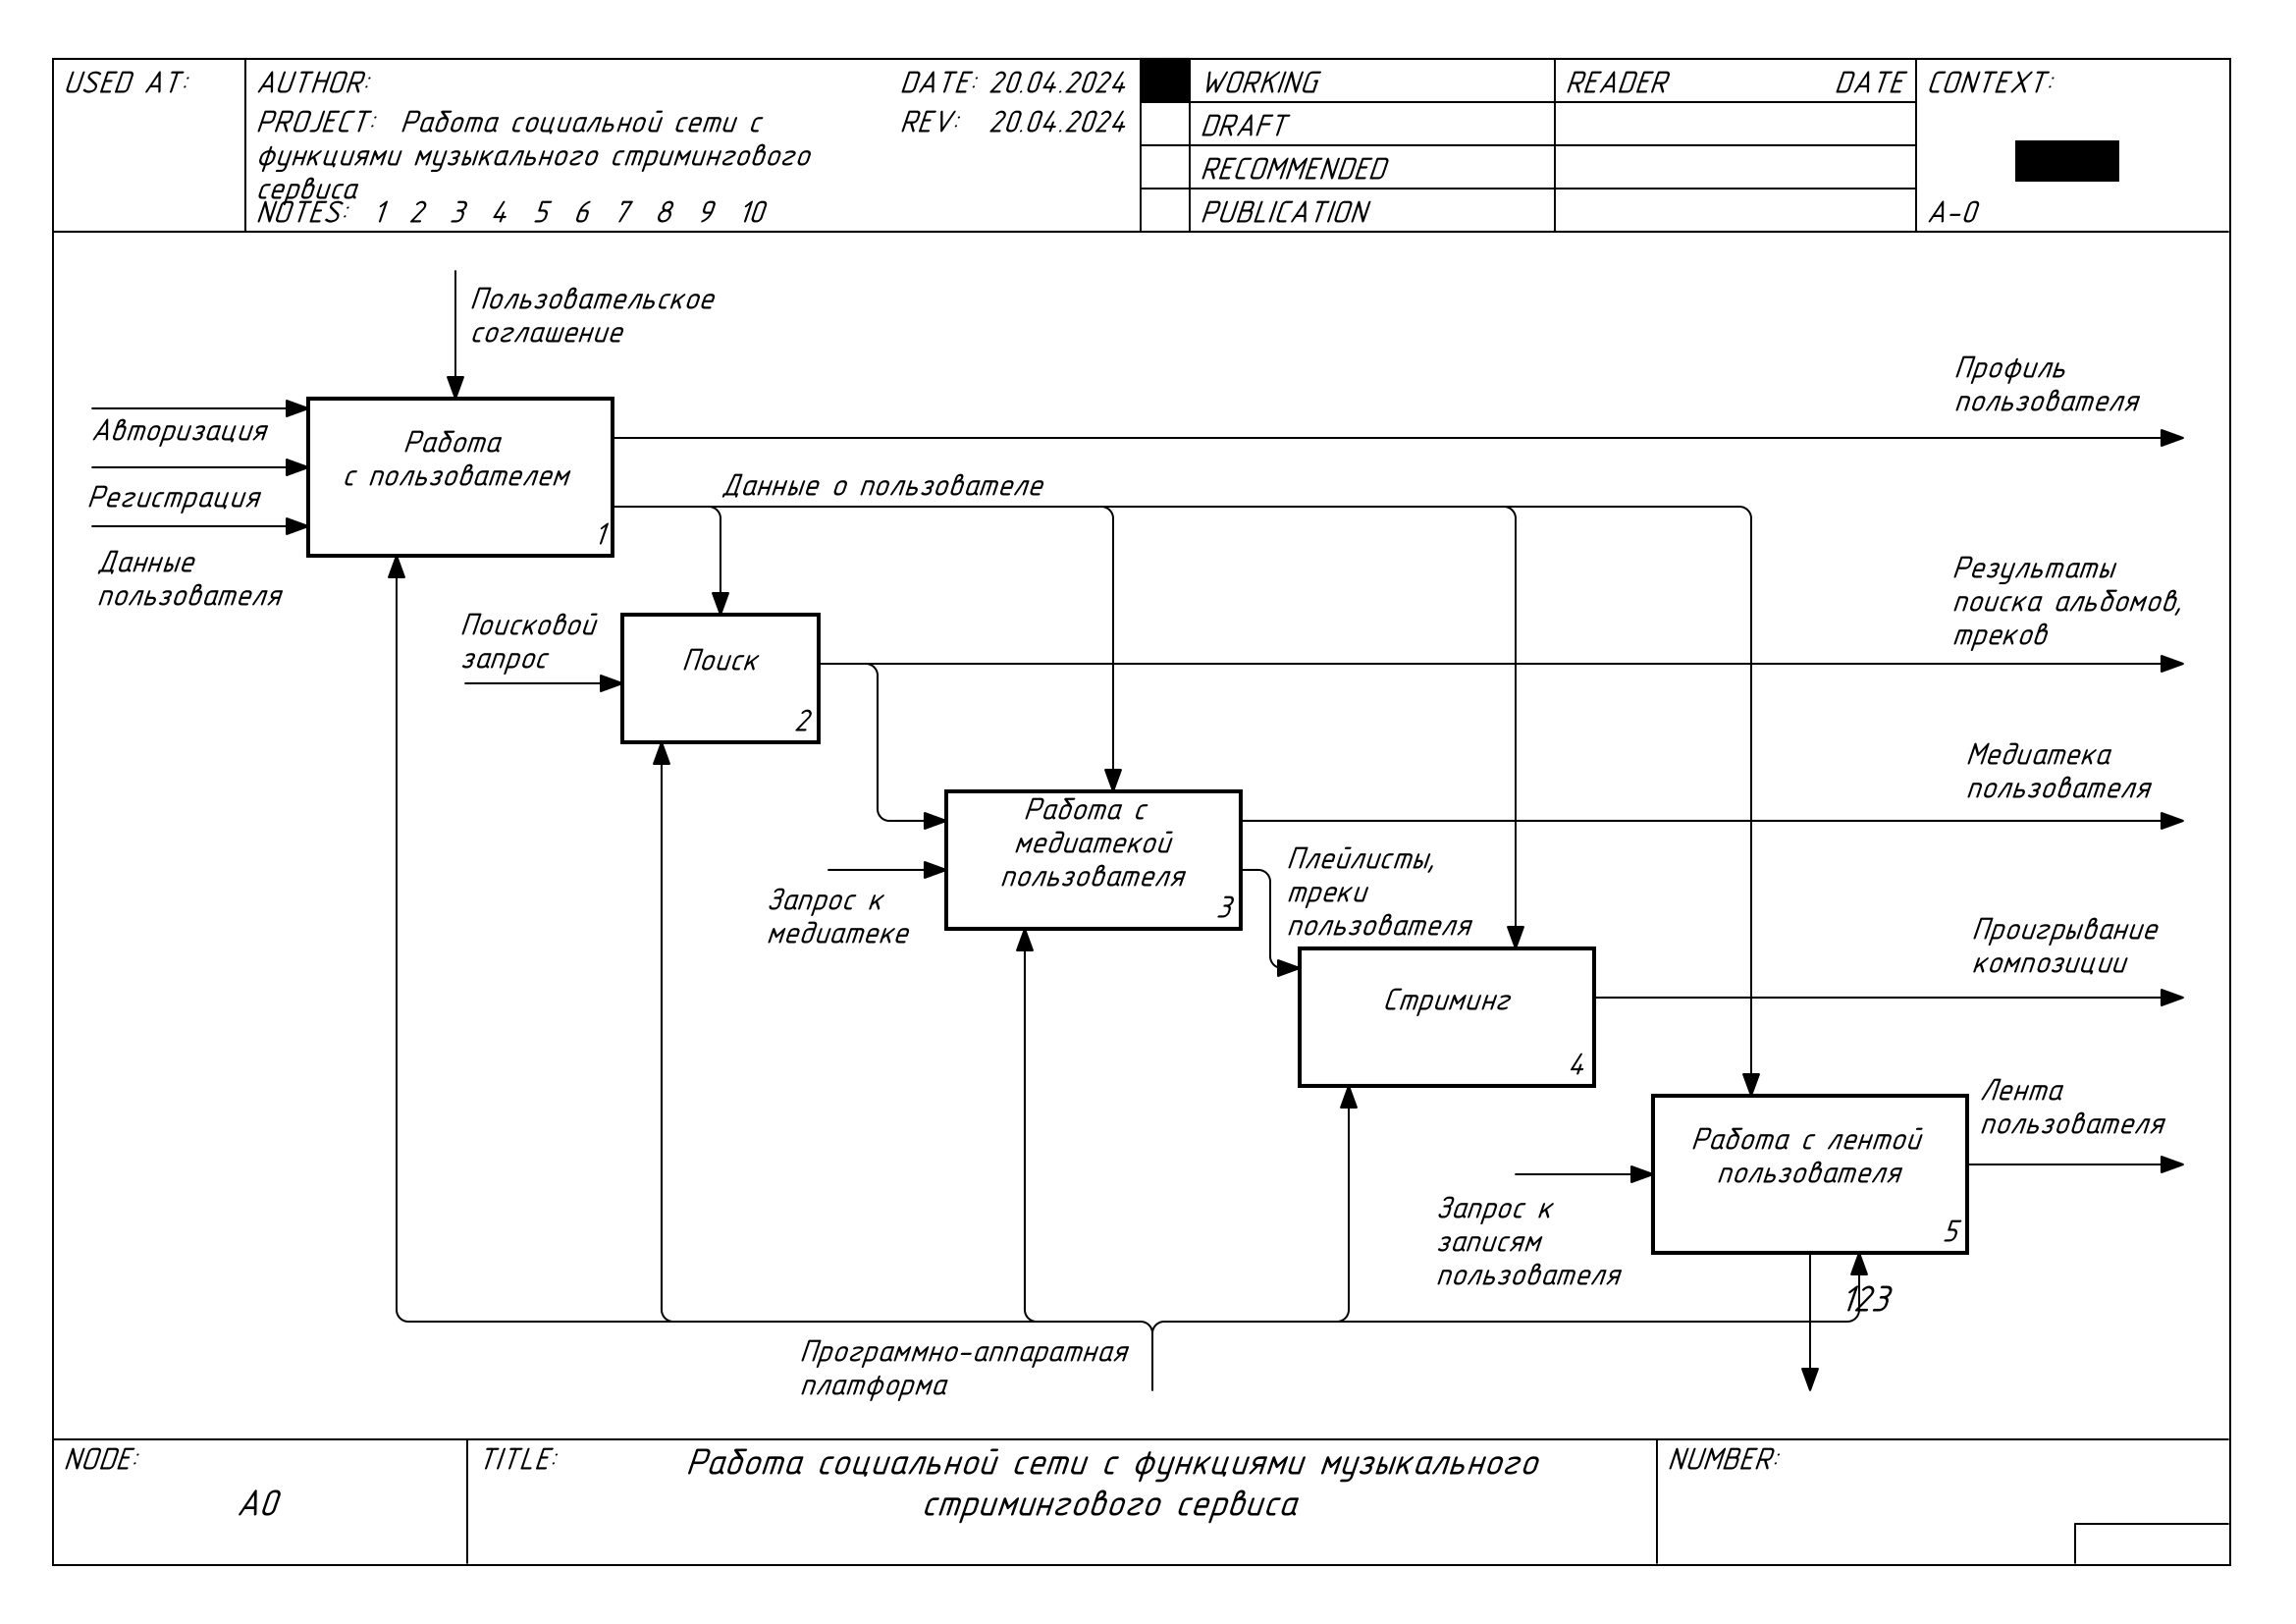 USED AT:
AUTHOR:
DATE: 20.04.2024
PROJECT: Работа социальной сети с
функциями музыкального стримингового
сервиса
REV: 20.04.2024
NOTES: 1 2 3 4 5 6 7 8 9 10
WORKING
DRAFT
RECOMMENDED
PUBLICATION
READER DATE
CONTEXT:
A-0
Пользовательское
соглашение
Профиль
пользователя
Авторизация
Регистрация
Данные
пользователя
Работа
с пользователем
1
Данные о пользователе
Результаты
поиска альбомов,
треков
Поисковой
запрос
Поиск
2
Медиатека
пользователя
Работа с
медиатекой
пользователя
3
Запрос к
медиатеке
Плейлисты,
треки
пользователя
Проигрывание
композиции
Стриминг
4
Лента
пользователя
Работа с лентой
пользователя
5
Запрос к
записям
пользователя
123
Программно-аппаратная
платформа
NODE:
A0
TITLE:
Работа социальной сети с функциями музыкального
стримингового сервиса
NUMBER: